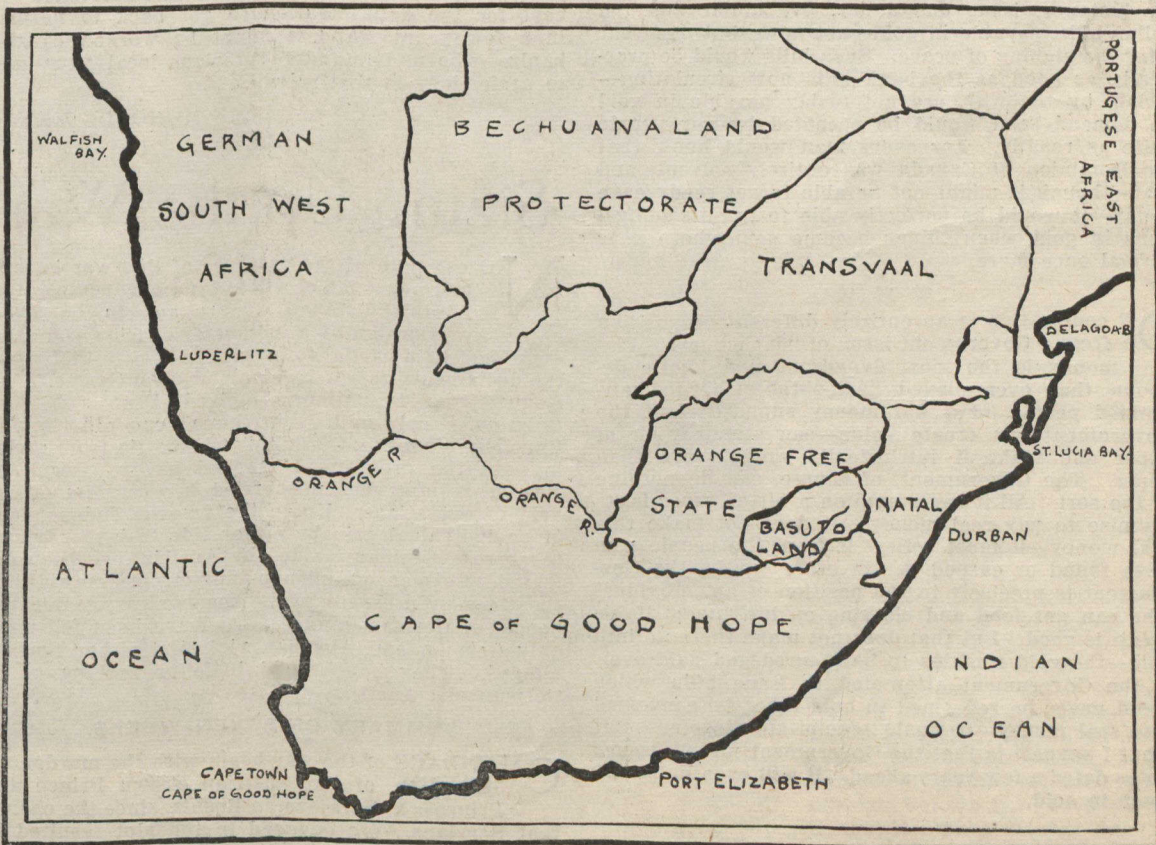 WALFISH
BAY.
GERMAN
SOUTH WEST
AFRICA
BECHUANALAND
PROTECTORATE
PORTUGESE EAST
AFRICA
TRANSVAAL
DELAGOA B
LUDERLITZ
ORANGE R
ORANGE
R.
ORANGE FREE
STATE
BASUTO
LAND
NATAL
ST. LUCIA BAY.
DURBAN
ATLANTIC
OCEAN
CAPE OF GOOD HOPE
INDIAN
OCEAN
CAPE TOWN
CAPE OF GOOD HOPE
PORT ELIZABETH